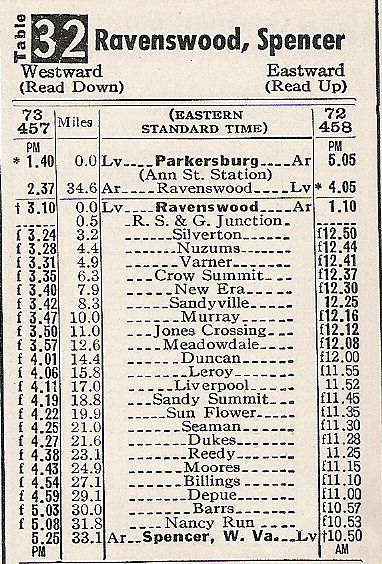 Table 32 Ravenswood, Spencer
Westward Eastward
(Read Down) (Read Up)
73 72
457 Miles (EASTERN STANDARD TIME) 458
PM PM
* 1.40 0.0 Lv Parkersburg Ar 5.05
(Ann St. Station)
2.37 34.6 Ar Ravenswood Lv * 4.05
† 3.10 0.0 Lv Ravenswood Ar 1.10
0.5 R. S. & G. Junction
f 3.24 3.2 Silverton f12.50
f 3.28 4.4 Nuzums f12.44
f 3.31 4.9 Varner f12.41
f 3.35 6.3 Crow Summit f12.37
f 3.40 7.9 New Era f12.30
f 3.42 8.3 Sandyville 12.25
f 3.47 10.0 Murray f12.16
f 3.50 11.0 Jones Crossing f12.12
f 3.57 12.6 Meadowdale f12.08
f 4.01 14.4 Duncan f12.00
f 4.06 15.8 Leroy f11.55
f 4.11 17.0 Liverpool 11.52
f 4.19 18.8 Sandy Summit f11.45
f 4.22 19.9 Sun Flower f11.35
f 4.25 21.0 Seaman f11.30
f 4.27 21.6 Dukes f11.28
f 4.38 23.1 Reedy 11.25
f 4.43 24.9 Moores f11.15
f 4.54 27.1 Billings f11.10
f 4.59 29.1 Depue f11.00
f 5.03 30.0 Barrs f10.57
f 5.08 31.8 Nancy Run f10.53
5.25 33.1 Ar Spencer, W. Va. Lv †10.50
PM AM